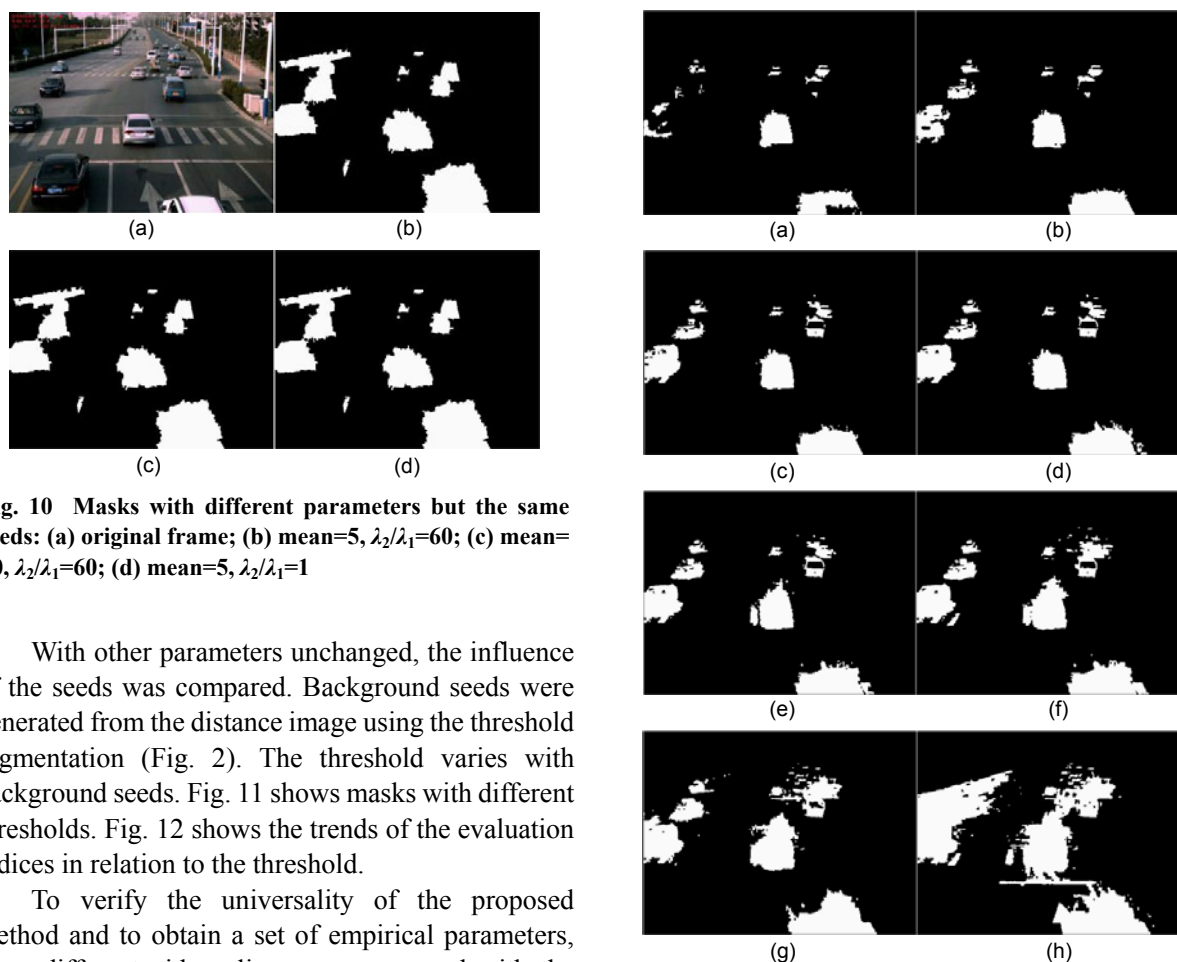 (a)
(b)
(c)
(d)
ig. 10 Masks with different parameters but the same
eds: (a) original frame; (b) mean=5, λ2/λ1=60; (c) mean=
0, λ2/λ1=60; (d) mean=5, λ2/λ1=1
With other parameters unchanged, the influence
f the seeds was compared. Background seeds were
enerated from the distance image using the threshold
gmentation (Fig. 2). The threshold varies with
ackground seeds. Fig. 11 shows masks with different
resholds. Fig. 12 shows the trends of the evaluation
dices in relation to the threshold.
To verify the universality of the proposed
ethod and to obtain a set of empirical parameters,
(a)
(b)
(c)
(d)
(e)
(f)
(g)
(h)